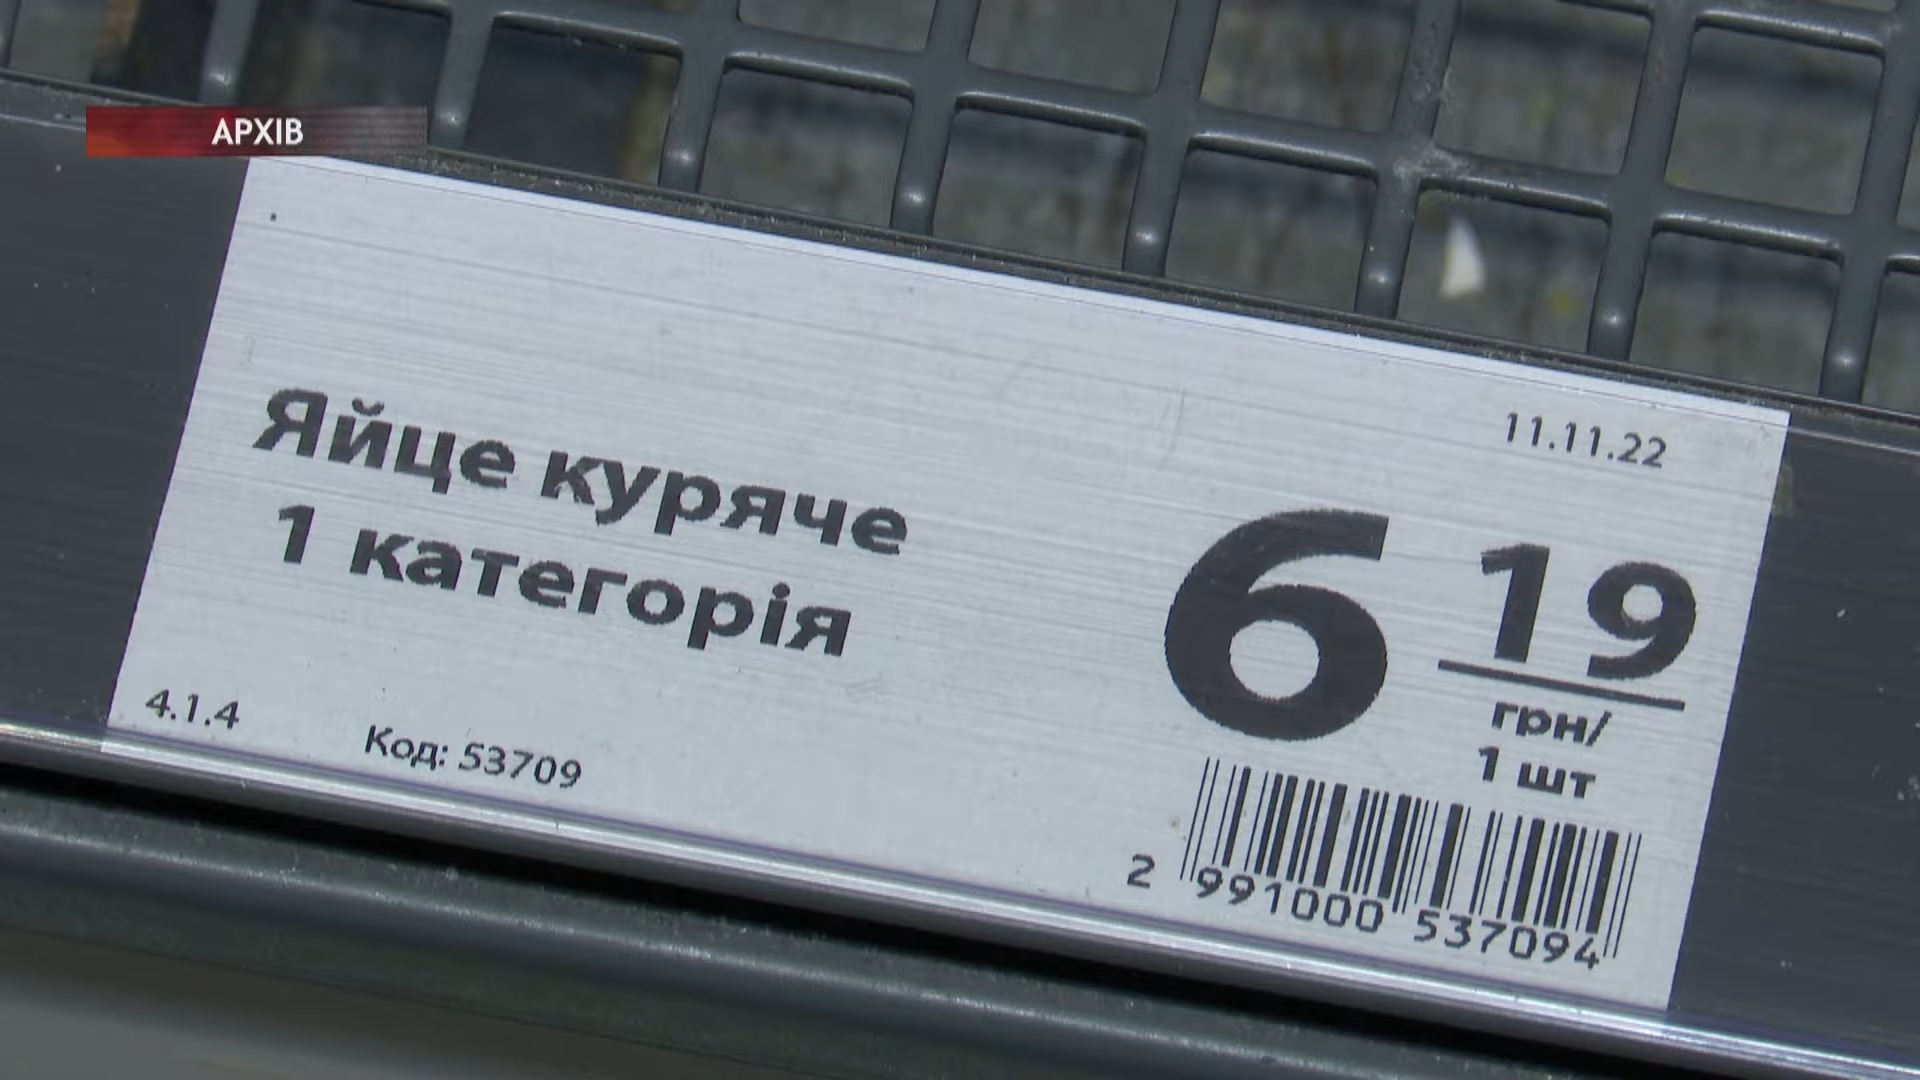 АРХІВ
11.11.22
Яйце куряче
1 категорія
6 19
грн/
1 шт
4.1.4
Код: 53709
2 991000 537094